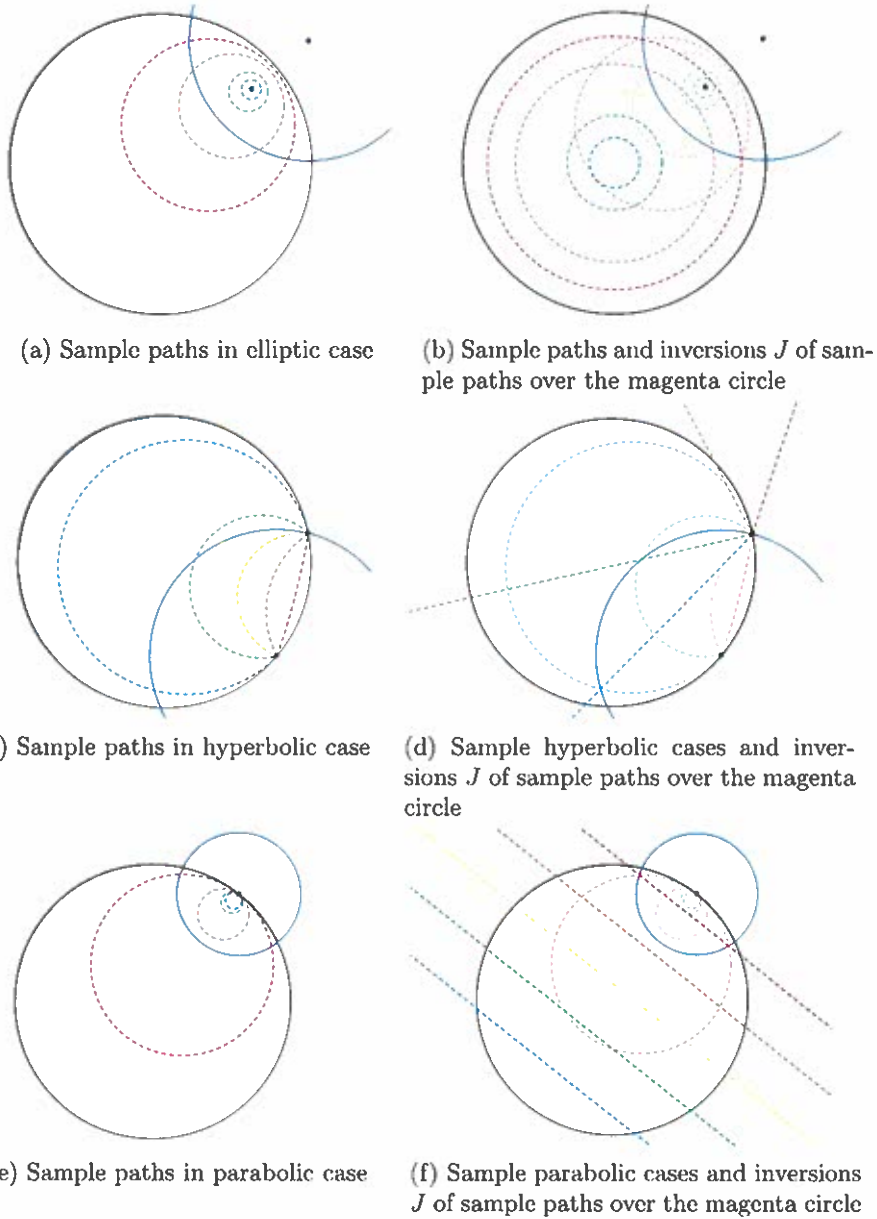 (a) Sample paths in elliptic case
(b) Sample paths and inversions J of sam-
ple paths over the magenta circle
) Sample paths in hyperbolic case
(d) Sample hyperbolic cases and inver-
sions J of sample paths over the magenta
circle
e) Sample paths in parabolic case
(f) Sample parabolic cases and inversions
J of sample paths over the magenta circle